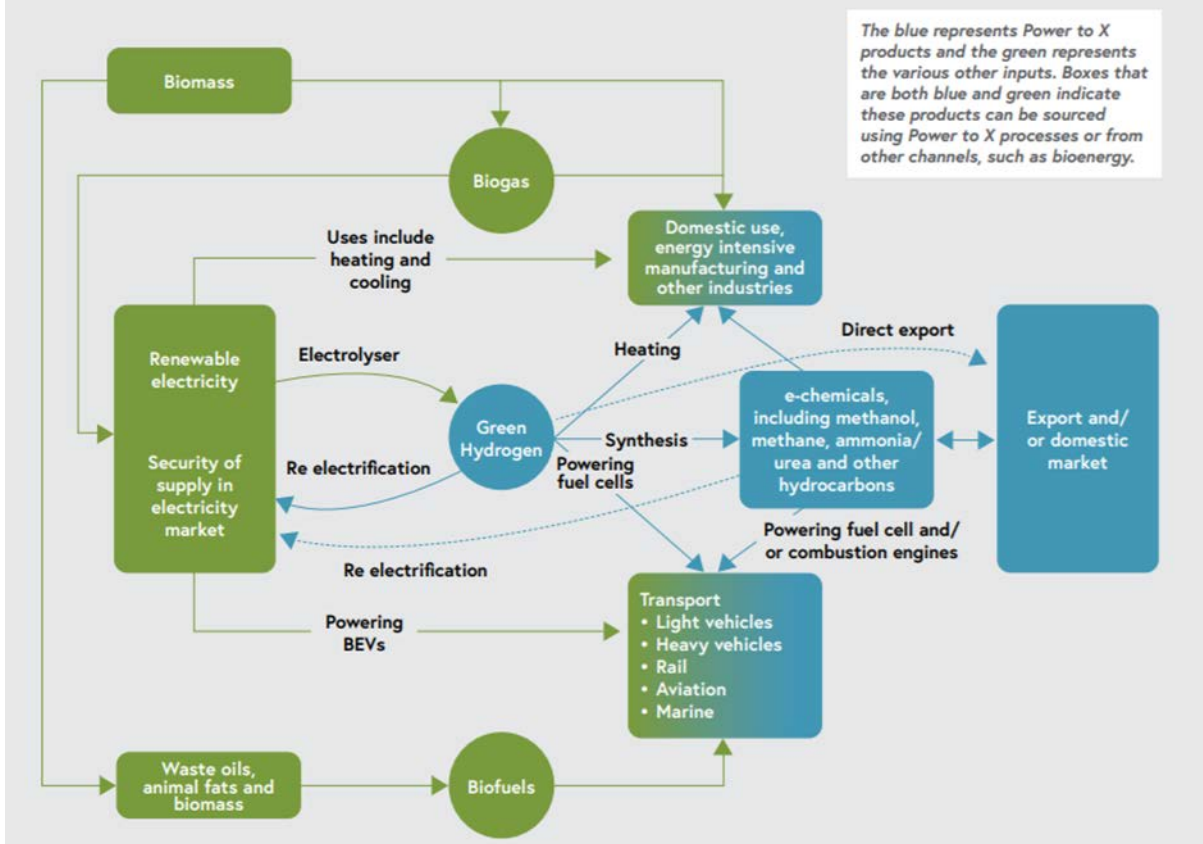 The blue represents Power to X
products and the green represents
the various other inputs. Boxes that
are both blue and green indicate
these products can be sourced
using Power to X processes or from
other channels, such as bioenergy.
Biomass
Biogas
Uses include
heating and
cooling
Domestic use,
energy intensive
manufacturing and
other industries
Renewable
electricity
Security of
supply in
electricity
market
Electrolyser
Heating
Direct export
Green
Hydrogen
Synthesis
e-chemicals,
including methanol,
methane, ammonia/
urea and other
hydrocarbons
Export and/
or domestic
market
Re electrification
Powering
fuel cells
Powering fuel cell and/
or combustion engines
Re electrification
Powering
BEVs
Transport
• Light vehicles
• Heavy vehicles
• Rail
• Aviation
• Marine
Waste oils,
animal fats and
biomass
Biofuels